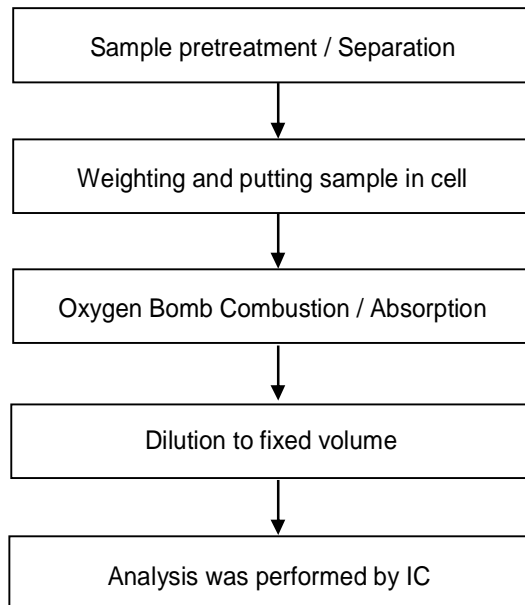 Sample pretreatment / Separation
Weighting and putting sample in cell
Oxygen Bomb Combustion / Absorption
Dilution to fixed volume
Analysis was performed by IC